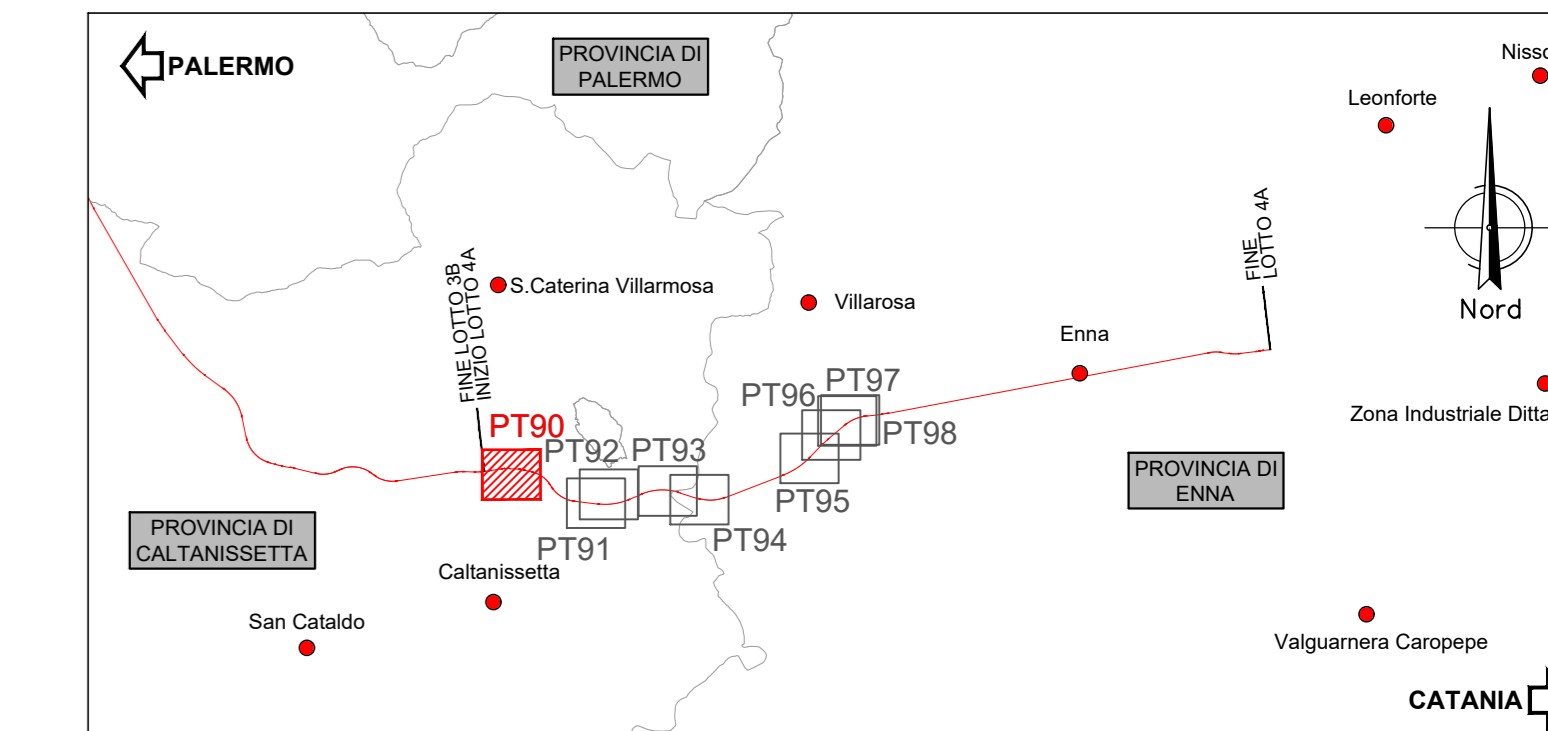 PALERMO
PROVINCIA DI
PALERMO
Leonforte
Nord
FINE LOTTO 3B
INIZIO LOTTO 4A
S.Caterina Villarmosa
Villarosa
Enna
FINE
LOTTO 4A
Zona Industriale Ditta
PT90
PT92
PT93
PT96
PT97
PT98
PT95
PT91
PT94
PROVINCIA DI
ENNA
PROVINCIA DI
CALTANISSETTA
Caltanissetta
San Cataldo
Valguarnera Caropepe
CATANIA